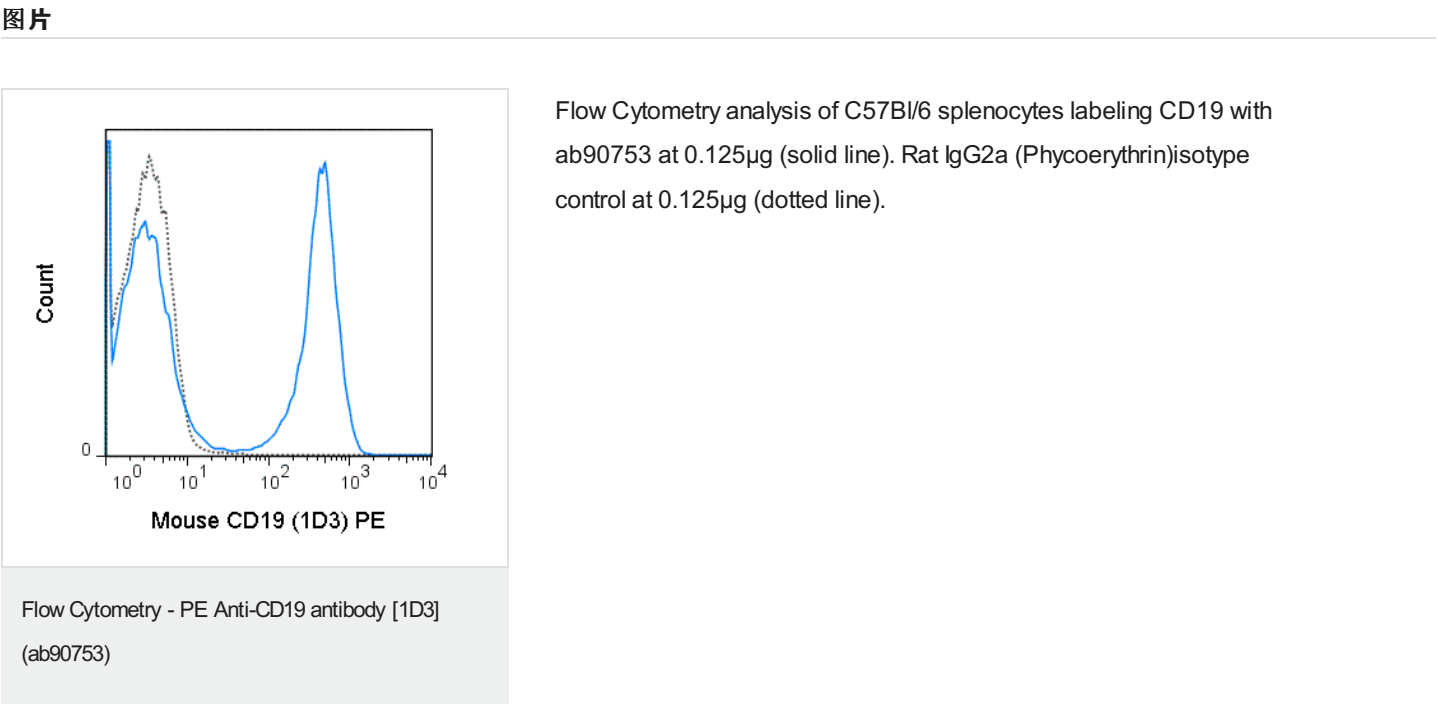 图片
Flow Cytometry analysis of C57Bl/6 splenocytes labeling CD19 with
ab90753 at 0.125µg (solid line). Rat IgG2a (Phycoerythrin)isotype
control at 0.125µg (dotted line).
Count
0
10^0 10^1 10^2 10^3 10^4
Mouse CD19 (1D3) PE
Flow Cytometry - PE Anti-CD19 antibody [1D3]
(ab90753)